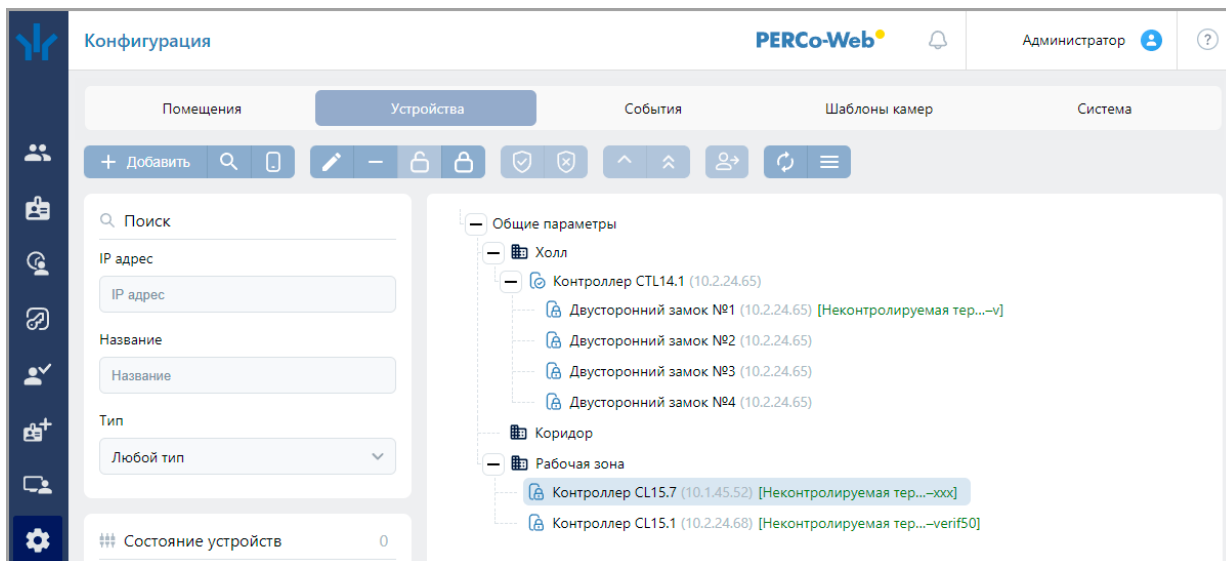 Конфигурация
PERCo-Web
Администратор
?
Помещения
Устройства
События
Шаблоны камер
Система
+ Добавить
Поиск
IP адрес
IP адрес
Название
Название
Тип
Любой тип
Состояние устройств 0
Общие параметры
Холл
Контроллер CTL14.1 (10.2.24.65)
Двусторонний замок №1 (10.2.24.65) [Неконтролируемая тер...–v]
Двусторонний замок №2 (10.2.24.65)
Двусторонний замок №3 (10.2.24.65)
Двусторонний замок №4 (10.2.24.65)
Коридор
Рабочая зона
Контроллер CL15.7 (10.1.45.52) [Неконтролируемая тер...–xxx]
Контроллер CL15.1 (10.2.24.68) [Неконтролируемая тер...–verif50]